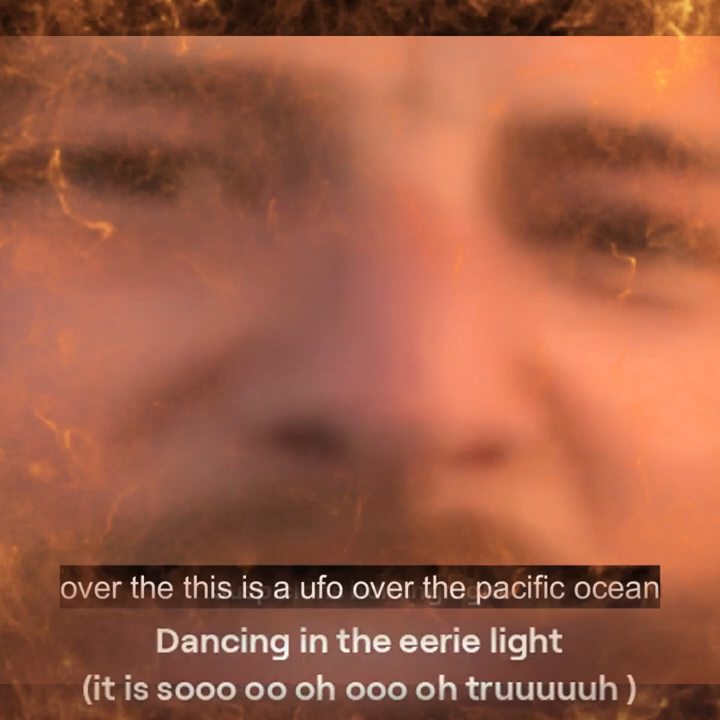 over the this is a ufo over the pacific ocean
Dancing in the eerie light
(it is sooo oo oh ooo oh truuuuuh )